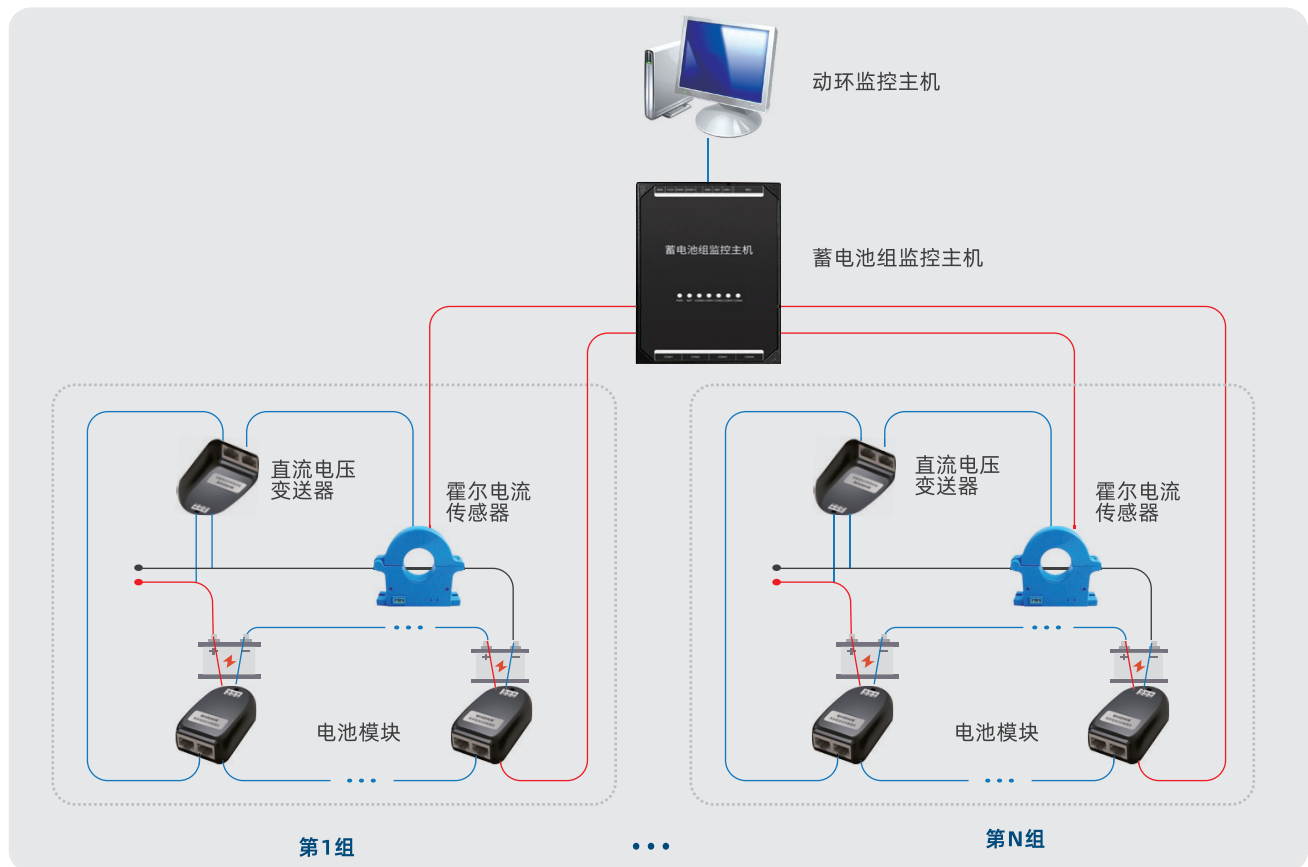 动环监控主机
蓄电池组监控主机
蓄电池组监控主机
直流电压
变送器
霍尔电流
传感器
+ −
+ −
电池模块
第1组
•••
直流电压
变送器
霍尔电流
传感器
+ −
+ −
电池模块
第N组